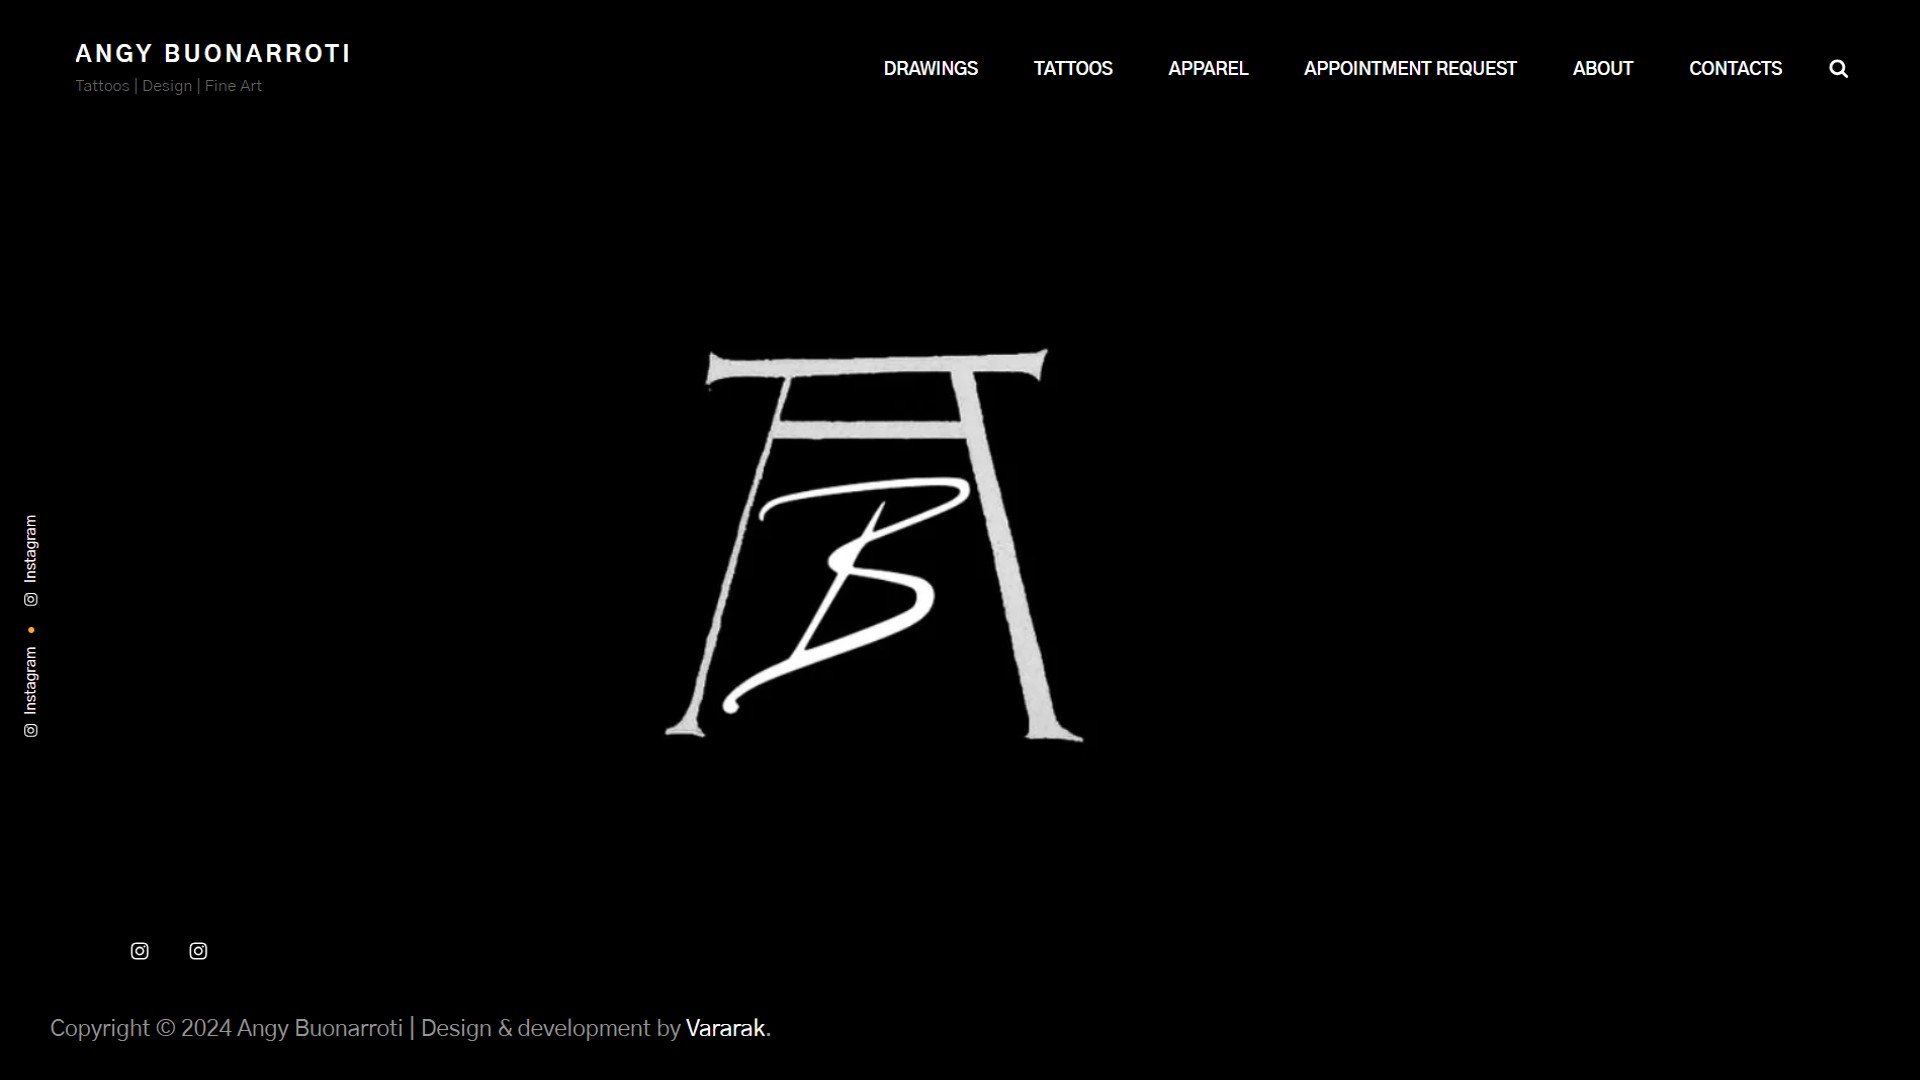 ANGY BUONARROTI
Tattoos | Design | Fine Art
DRAWINGS TATTOOS APPAREL APPOINTMENT REQUEST ABOUT CONTACTS
Instagram
Instagram
A
B
Copyright © 2024 Angy Buonarroti | Design & development by Vararak.